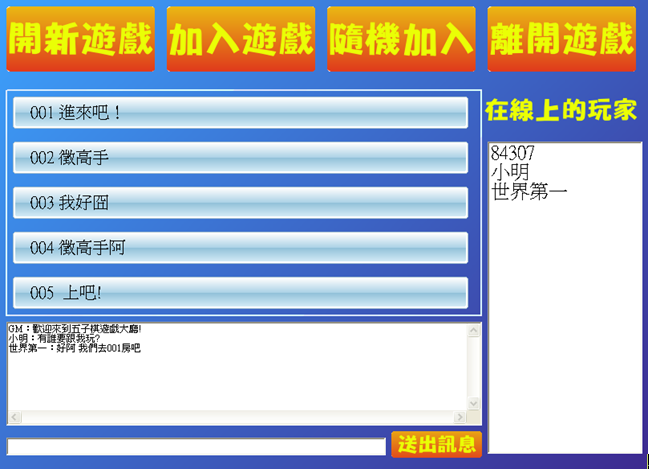 開新遊戲 加入遊戲 隨機加入 離開遊戲
在線上的玩家
001 進來吧！
002 徵高手
003 我好囧
004 徵高手阿
005 上吧!
84307
小明
世界第一
GM：歡迎來到五子棋遊戲大廳!
小明：有誰要跟我玩?
世界第一：好阿 我們去001房吧
送出訊息